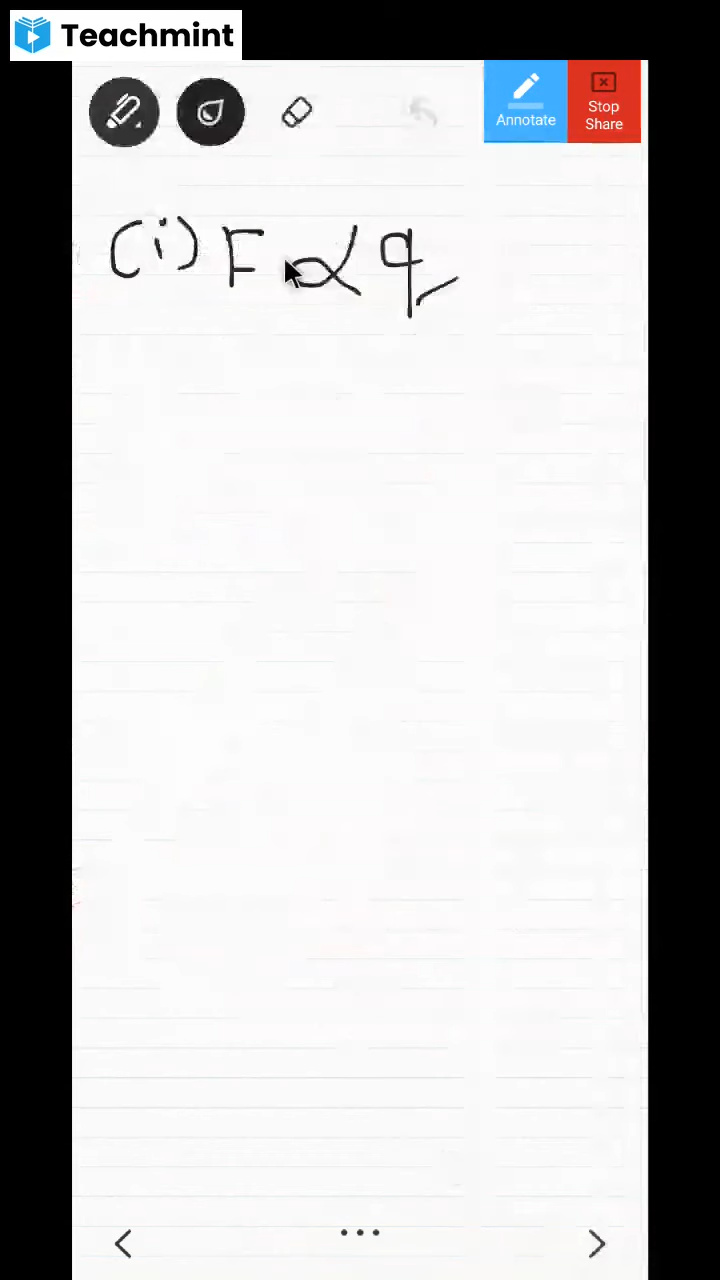 Teachmint
Annotate
Stop
Share
(i) F ∝ q